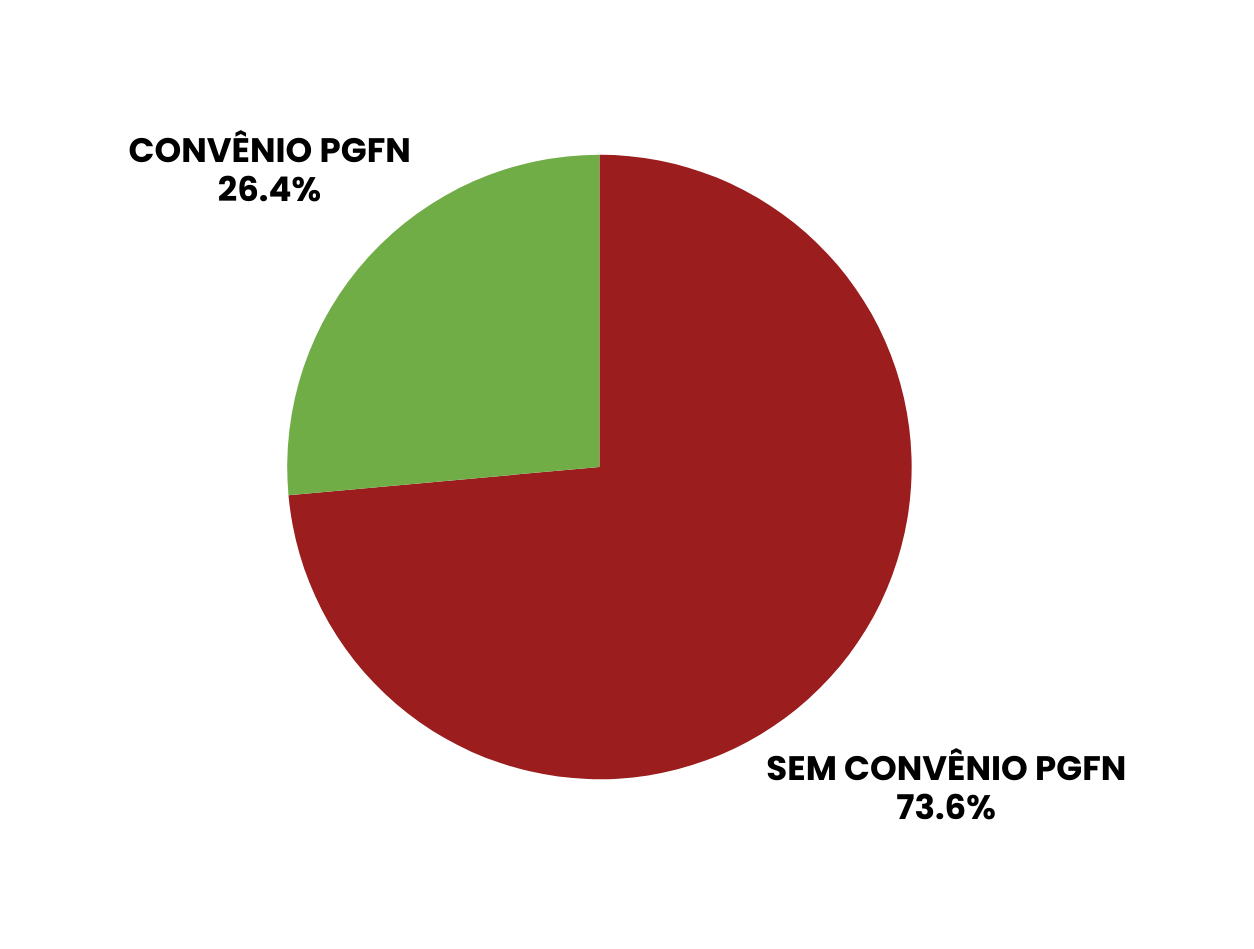 CONVÊNIO PGFN
26.4%
SEM CONVÊNIO PGFN
73.6%